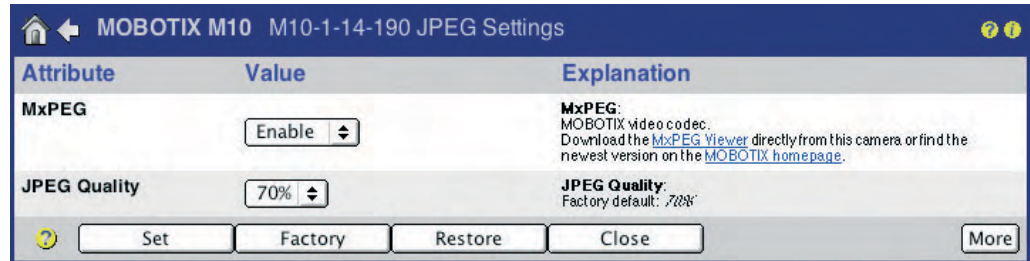 MOBOTIX M10 M10-1-14-190 JPEG Settings
Attribute Value Explanation
MxPEG
Enable
MxPEG:
MOBOTIX video codec.
Download the MxPEG Viewer directly from this camera or find the
newest version on the MOBOTIX homepage.
JPEG Quality
70%
JPEG Quality:
Factory default: 70%
Set Factory Restore Close More